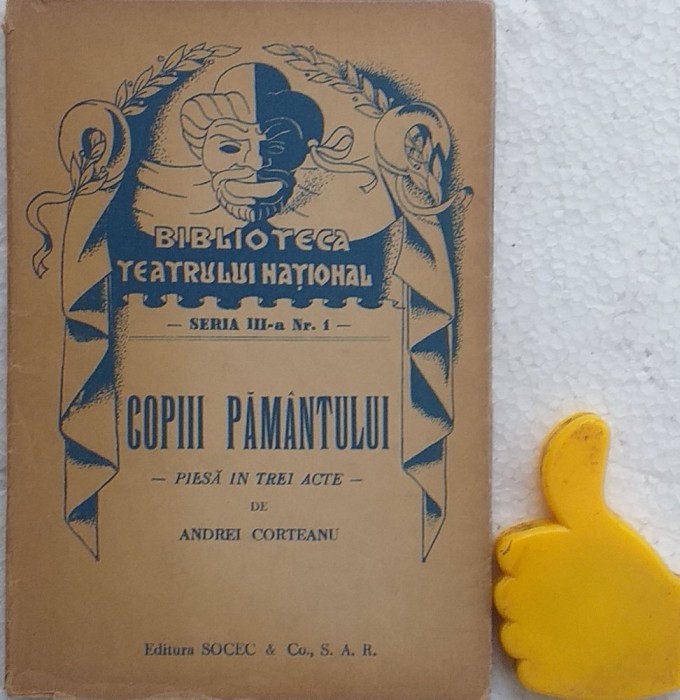 BIBLIOTECA
TEATRULUI NAȚIONAL
— SERIA III-a Nr. 1 —
COPIII PĂMÂNTULUI
— PIESĂ IN TREI ACTE —
DE
ANDREI CORTEANU
Editura SOCEC & Co., S. A. R.